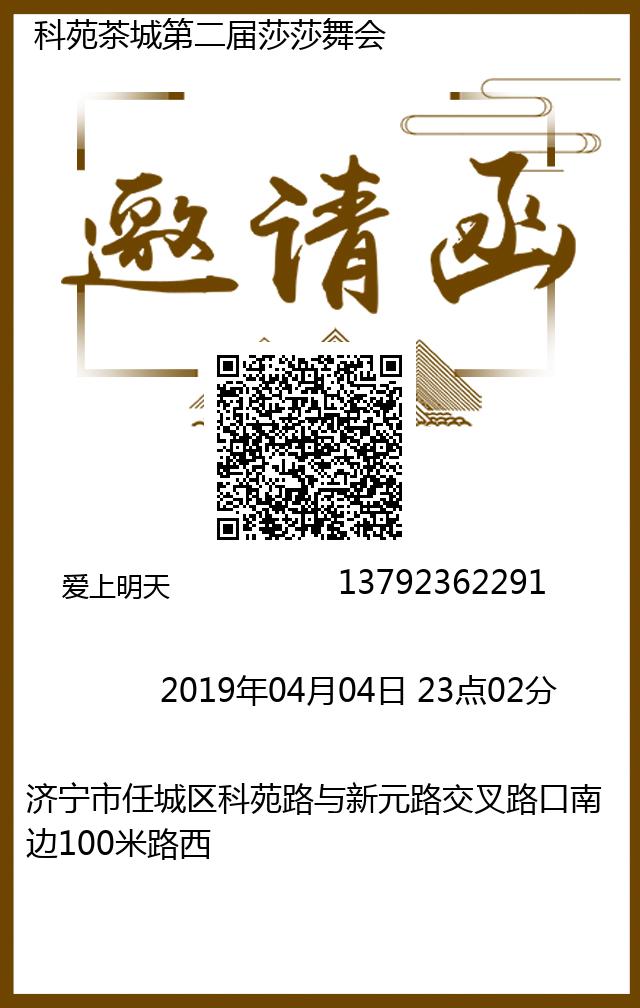 科苑茶城第二届莎莎舞会
邀请函
爱上明天
13792362291
2019年04月04日 23点02分
济宁市任城区科苑路与新元路交叉路口南
边100米路西